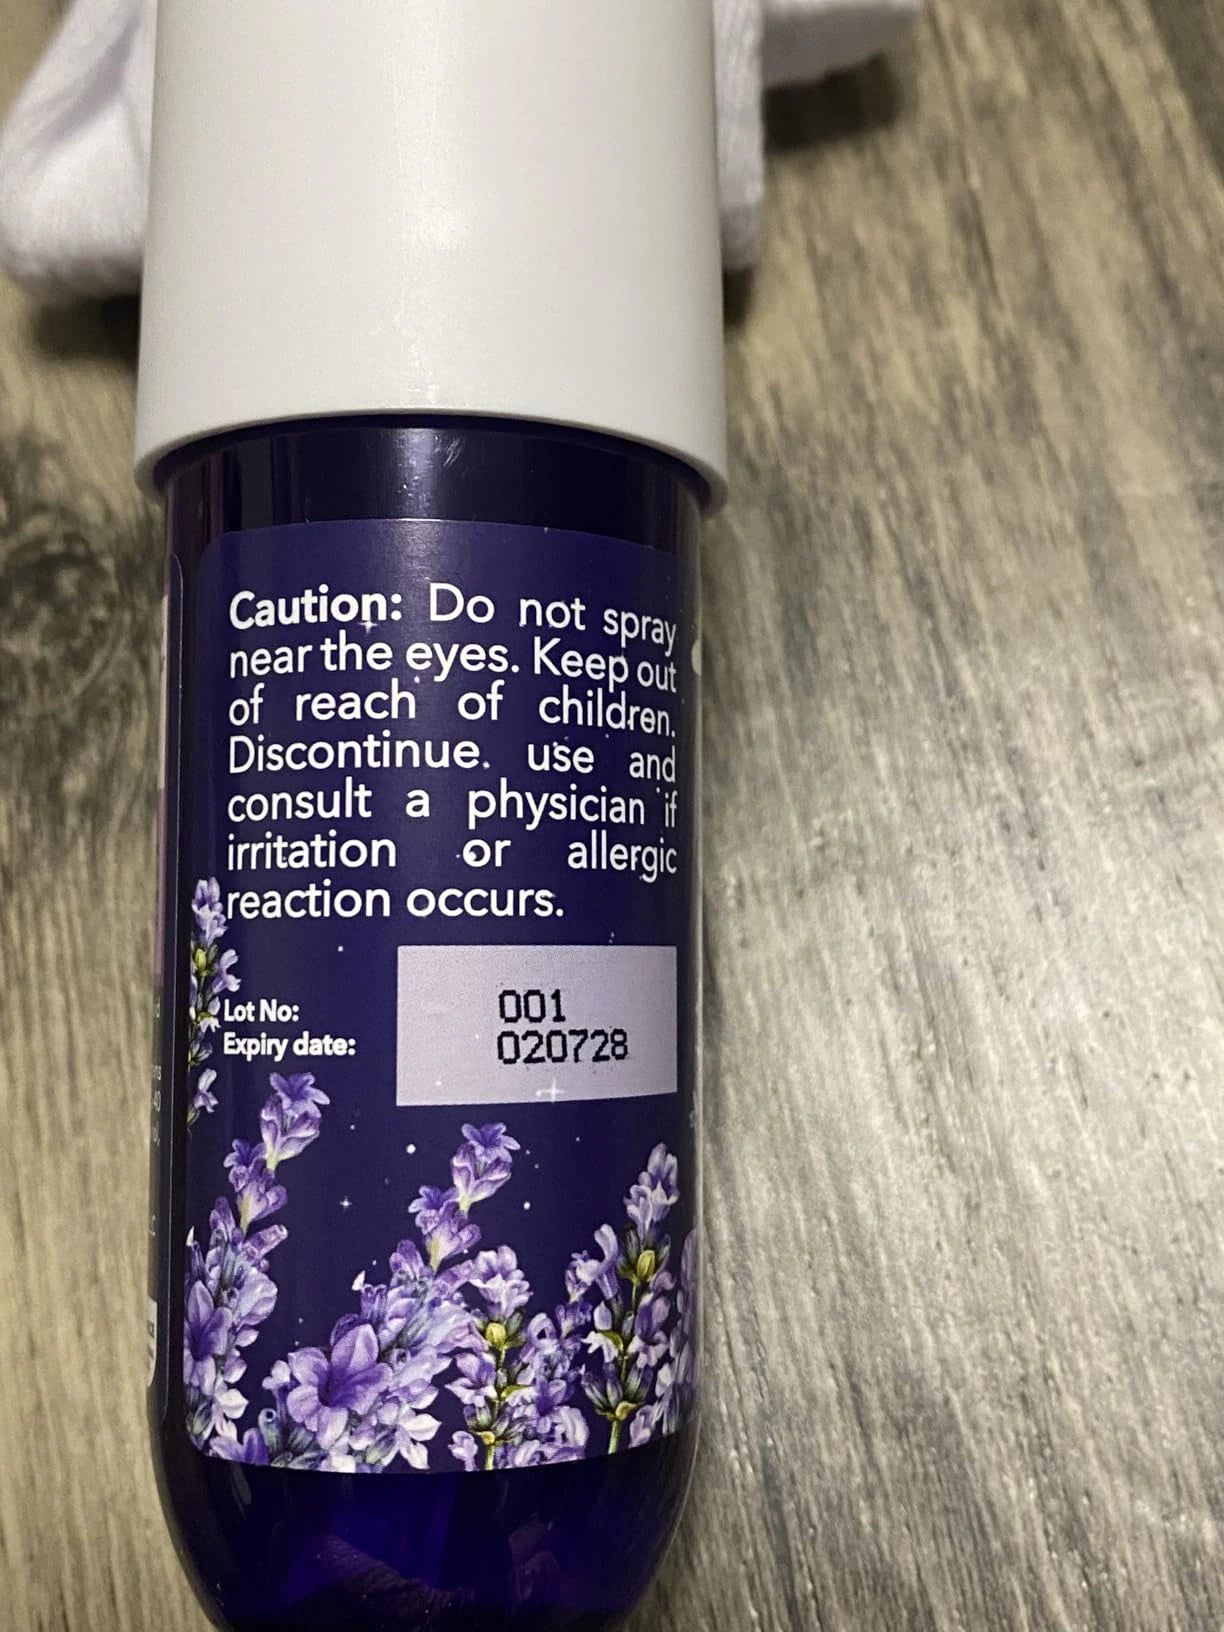 Caution: Do not spray
near the eyes. Keep out
of reach of children.
Discontinue use and
consult a physician if
irritation or allergic
reaction occurs.
Lot No:
Expiry date:
001
020728